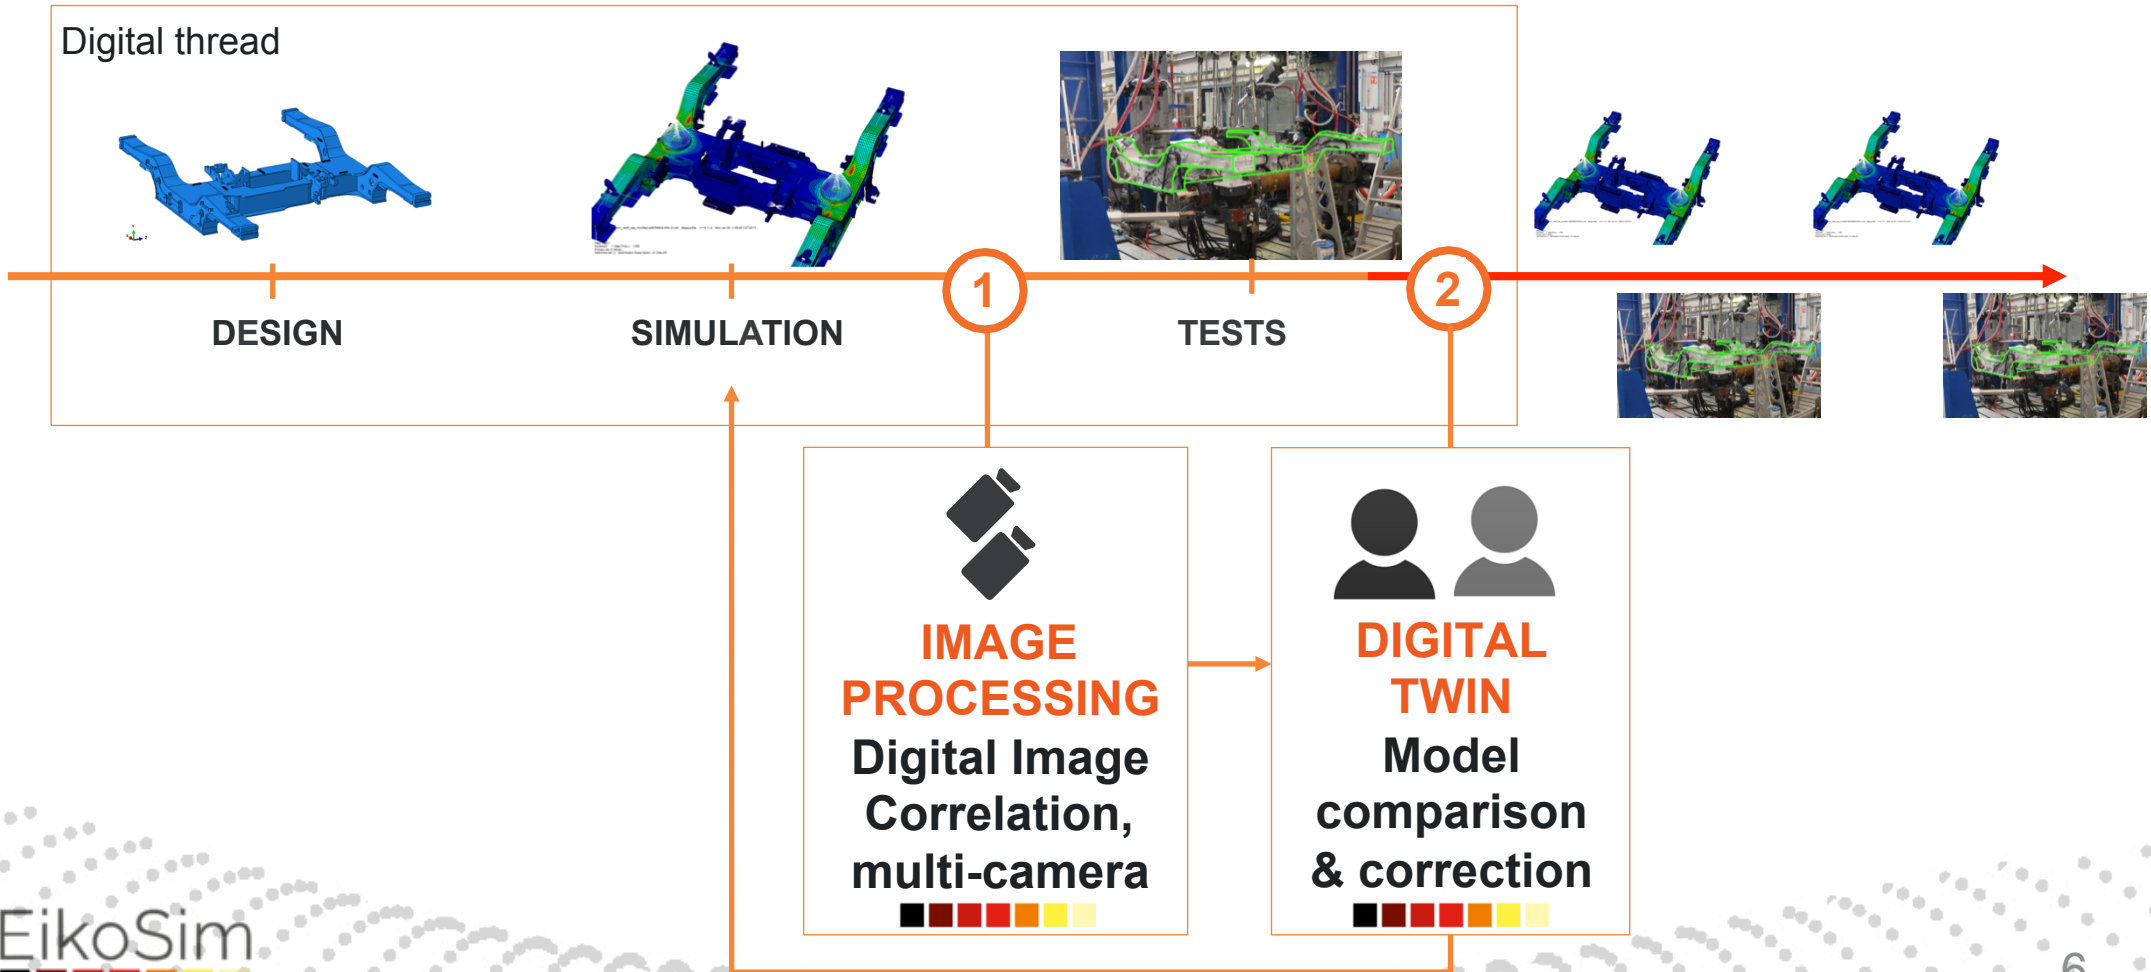 Digital thread
DESIGN
SIMULATION
1
TESTS
2
IMAGE
PROCESSING
Digital Image
Correlation,
multi-camera
DIGITAL
TWIN
Model
comparison
& correction
EikoSim
6